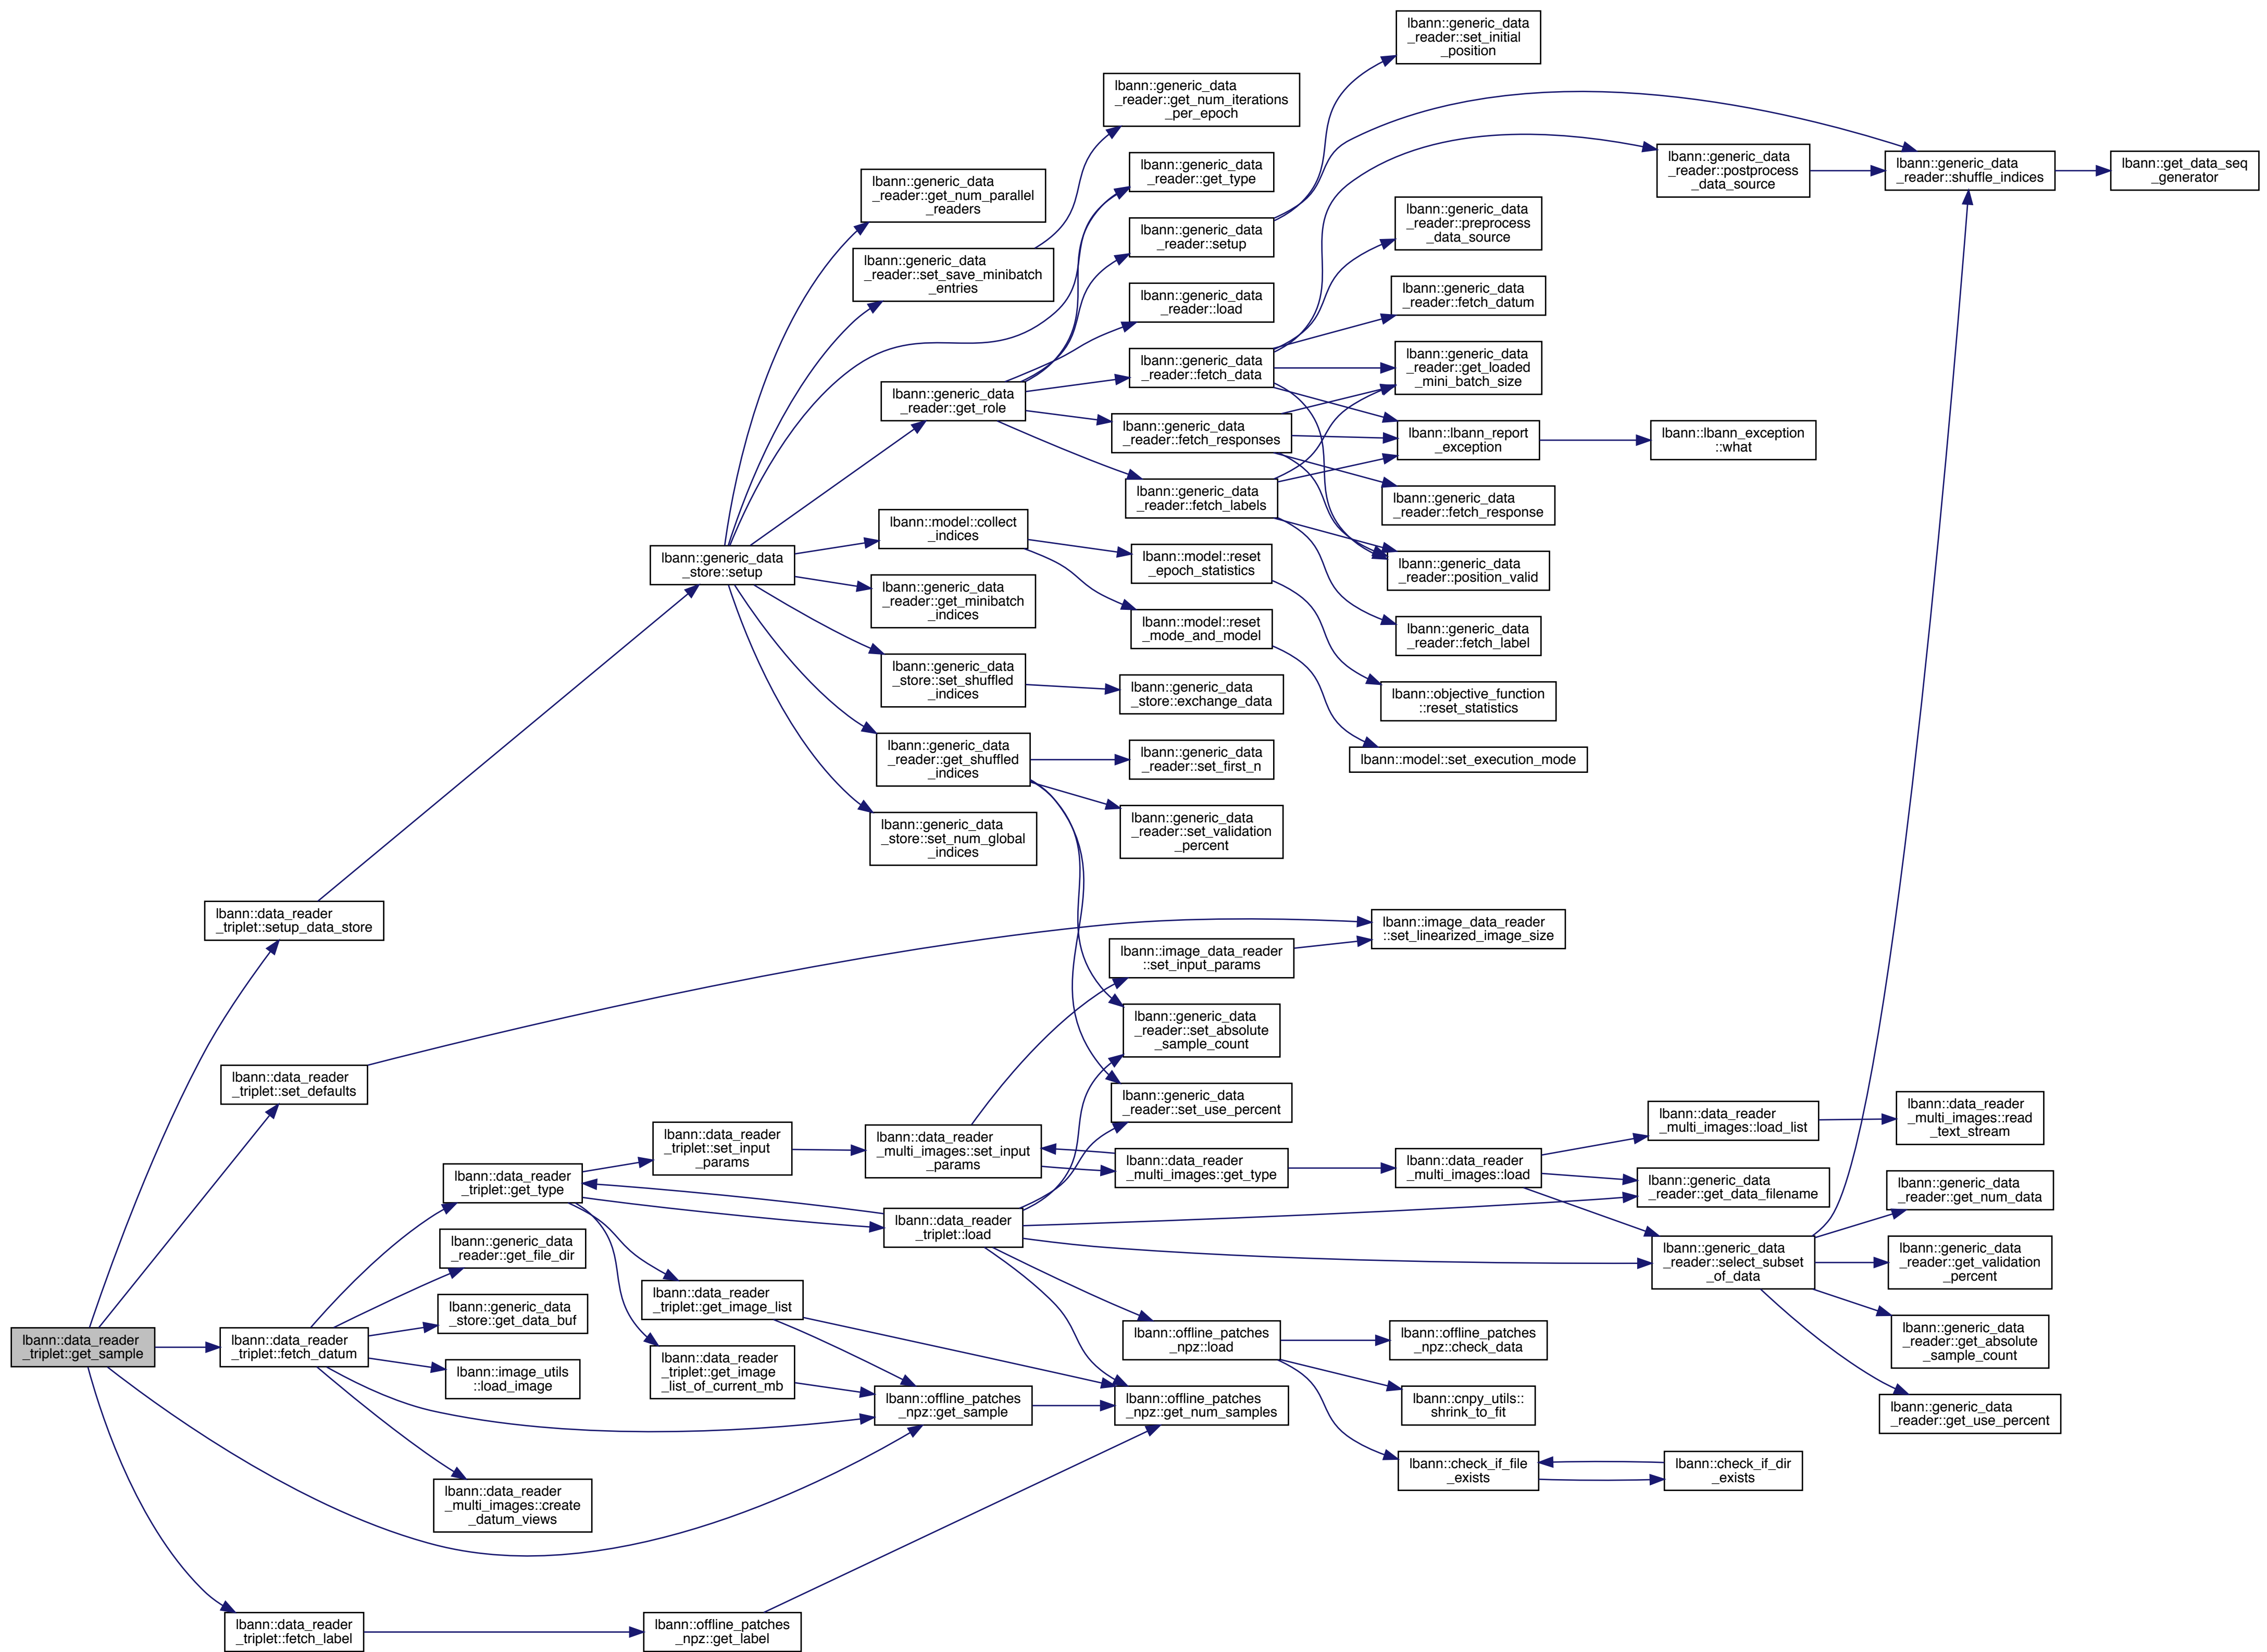 lbann::data_reader
_triplet::get_sample
lbann::data_reader
_triplet::setup_data_store
lbann::data_reader
_triplet::set_defaults
lbann::data_reader
_triplet::fetch_datum
lbann::data_reader
_triplet::fetch_label
lbann::data_reader
_triplet::get_type
lbann::generic_data
_reader::get_file_dir
lbann::generic_data
_store::get_data_buf
lbann::image_utils
::load_image
lbann::data_reader
_multi_images::create
_datum_views
lbann::generic_data
_store::setup
lbann::data_reader
_triplet::set_input
_params
lbann::data_reader
_triplet::get_image_list
lbann::data_reader
_triplet::get_image
_list_of_current_mb
lbann::offline_patches
_npz::get_label
lbann::generic_data
_reader::get_num_parallel
_readers
lbann::generic_data
_reader::set_save_minibatch
_entries
lbann::generic_data
_reader::get_role
lbann::model::collect
_indices
lbann::generic_data
_reader::get_minibatch
_indices
lbann::generic_data
_store::set_shuffled
_indices
lbann::generic_data
_reader::get_shuffled
_indices
lbann::generic_data
_store::set_num_global
_indices
lbann::data_reader
_multi_images::set_input
_params
lbann::data_reader
_triplet::load
lbann::offline_patches
_npz::get_sample
lbann::generic_data
_reader::get_num_iterations
_per_epoch
lbann::generic_data
_reader::get_type
lbann::generic_data
_reader::setup
lbann::generic_data
_reader::load
lbann::generic_data
_reader::fetch_data
lbann::generic_data
_reader::fetch_responses
lbann::generic_data
_reader::fetch_labels
lbann::model::reset
_epoch_statistics
lbann::model::reset
_mode_and_model
lbann::generic_data
_store::exchange_data
lbann::generic_data
_reader::set_first_n
lbann::generic_data
_reader::set_validation
_percent
lbann::image_data_reader
::set_input_params
lbann::generic_data
_reader::set_absolute
_sample_count
lbann::generic_data
_reader::set_use_percent
lbann::data_reader
_multi_images::get_type
lbann::offline_patches
_npz::load
lbann::offline_patches
_npz::get_num_samples
lbann::generic_data
_reader::set_initial
_position
lbann::generic_data
_reader::preprocess
_data_source
lbann::generic_data
_reader::fetch_datum
lbann::generic_data
_reader::get_loaded
_mini_batch_size
lbann::lbann_report
_exception
lbann::generic_data
_reader::fetch_response
lbann::generic_data
_reader::position_valid
lbann::generic_data
_reader::fetch_label
lbann::objective_function
::reset_statistics
lbann::model::set_execution_mode
lbann::image_data_reader
::set_linearized_image_size
lbann::data_reader
_multi_images::load
lbann::offline_patches
_npz::check_data
lbann::cnpy_utils::
shrink_to_fit
lbann::check_if_file
_exists
lbann::generic_data
_reader::postprocess
_data_source
lbann::lbann_exception
::what
lbann::data_reader
_multi_images::load_list
lbann::generic_data
_reader::get_data_filename
lbann::generic_data
_reader::select_subset
_of_data
lbann::check_if_dir
_exists
lbann::generic_data
_reader::shuffle_indices
lbann::data_reader
_multi_images::read
_text_stream
lbann::generic_data
_reader::get_num_data
lbann::generic_data
_reader::get_validation
_percent
lbann::generic_data
_reader::get_absolute
_sample_count
lbann::generic_data
_reader::get_use_percent
lbann::get_data_seq
_generator